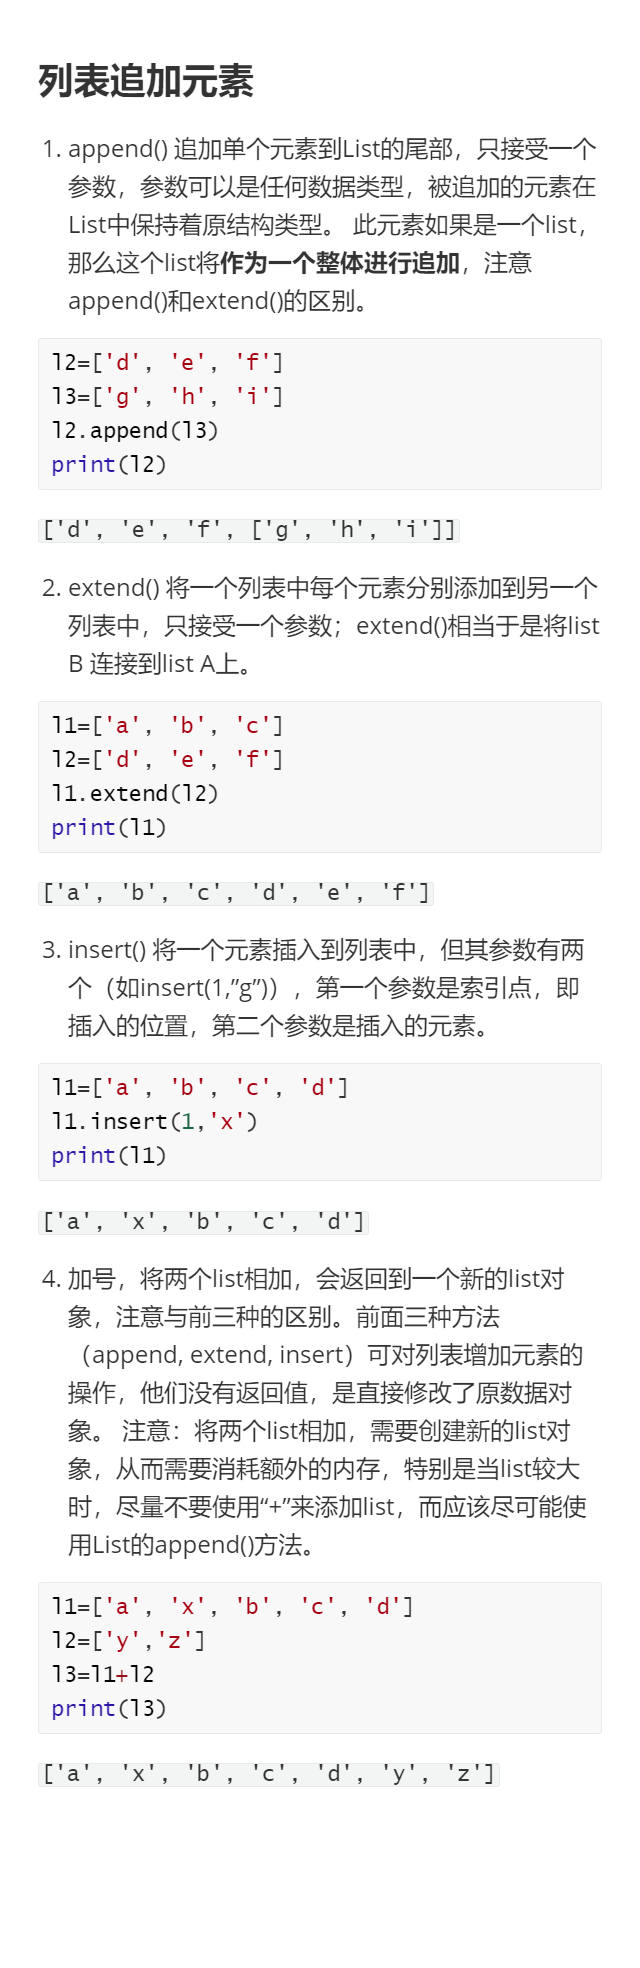 列表追加元素
1. append() 追加单个元素到List的尾部，只接受一个
参数，参数可以是任何数据类型，被追加的元素在
List中保持着原结构类型。 此元素如果是一个list，
那么这个list将作为一个整体进行追加，注意
append()和extend()的区别。
l2=['d', 'e', 'f']
l3=['g', 'h', 'i']
l2.append(l3)
print(l2)
['d', 'e', 'f', ['g', 'h', 'i']]
2. extend() 将一个列表中每个元素分别添加到另一个
列表中，只接受一个参数；extend()相当于是将list
B 连接到list A上。
l1=['a', 'b', 'c']
l2=['d', 'e', 'f']
l1.extend(l2)
print(l1)
['a', 'b', 'c', 'd', 'e', 'f']
3. insert() 将一个元素插入到列表中，但其参数有两
个（如insert(1,”g”)），第一个参数是索引点，即
插入的位置，第二个参数是插入的元素。
l1=['a', 'b', 'c', 'd']
l1.insert(1,'x')
print(l1)
['a', 'x', 'b', 'c', 'd']
4. 加号，将两个list相加，会返回到一个新的list对
象，注意与前三种的区别。前面三种方法
（append, extend, insert）可对列表增加元素的
操作，他们没有返回值，是直接修改了原数据对
象。 注意：将两个list相加，需要创建新的list对
象，从而需要消耗额外的内存，特别是当list较大
时，尽量不要使用“+”来添加list，而应该尽可能使
用List的append()方法。
l1=['a', 'x', 'b', 'c', 'd']
l2=['y','z']
l3=l1+l2
print(l3)
['a', 'x', 'b', 'c', 'd', 'y', 'z']